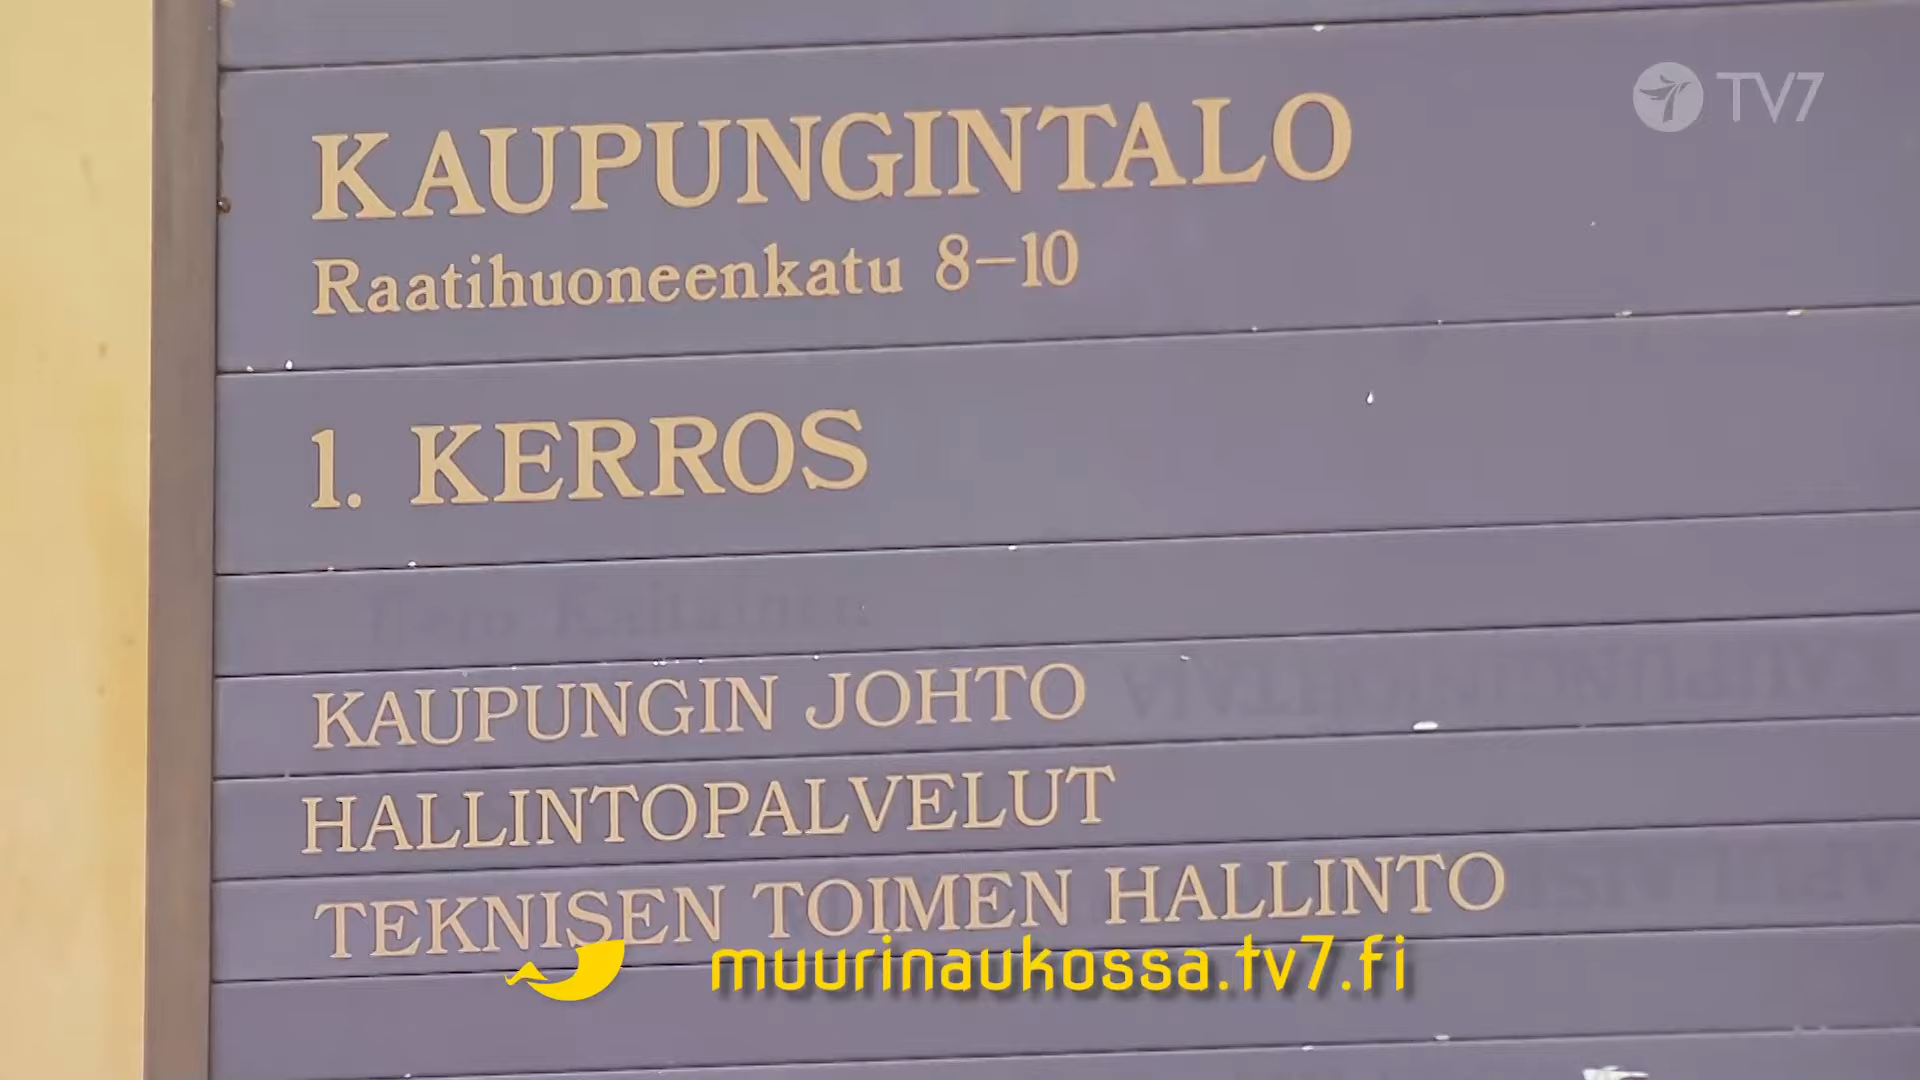 TV7
KAUPUNGINTALO
Raatihuoneenkatu 8–10
1. KERROS
KAUPUNGIN JOHTO
HALLINTOPALVELUT
TEKNISEN TOIMEN HALLINTO
muurinaukossa.tv7.fi